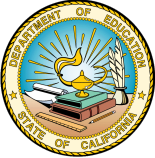 DEPARTMENT OF EDUCATION
STATE OF CALIFORNIA